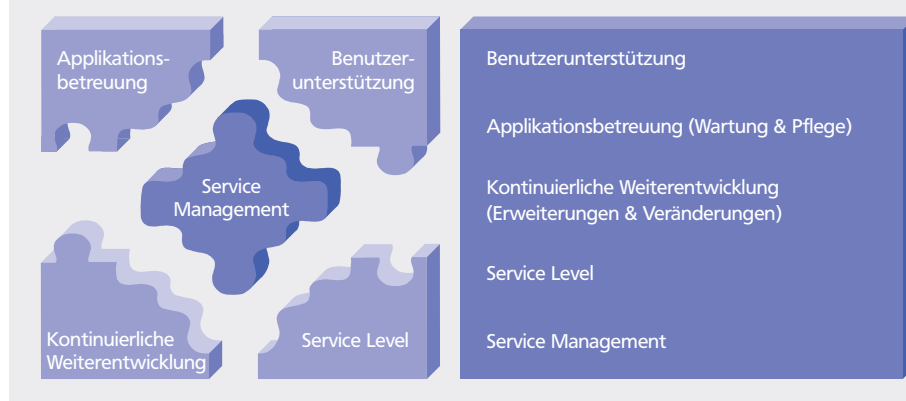 Applikations-
betreuung
Benutzer-
unterstützung
Service
Management
Kontinuierliche
Weiterentwicklung
Service Level
Benutzerunterstützung
Applikationsbetreuung (Wartung & Pflege)
Kontinuierliche Weiterentwicklung
(Erweiterungen & Veränderungen)
Service Level
Service Management